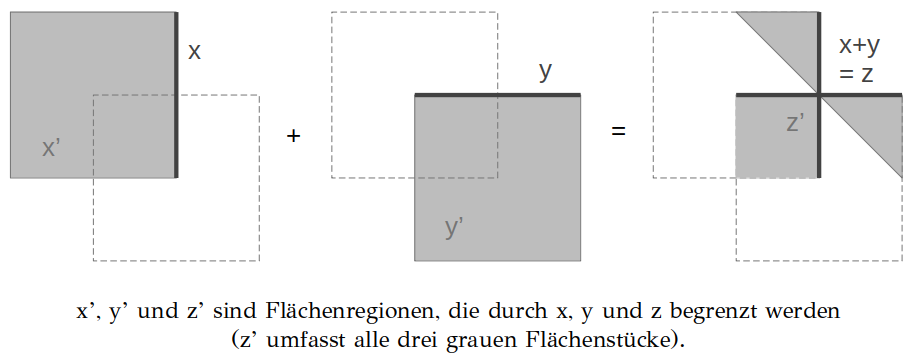 x
x'
+
y
y'
=
x+y
= z
z'
x', y' und z' sind Flächenregionen, die durch x, y und z begrenzt werden
(z' umfasst alle drei grauen Flächenstücke).